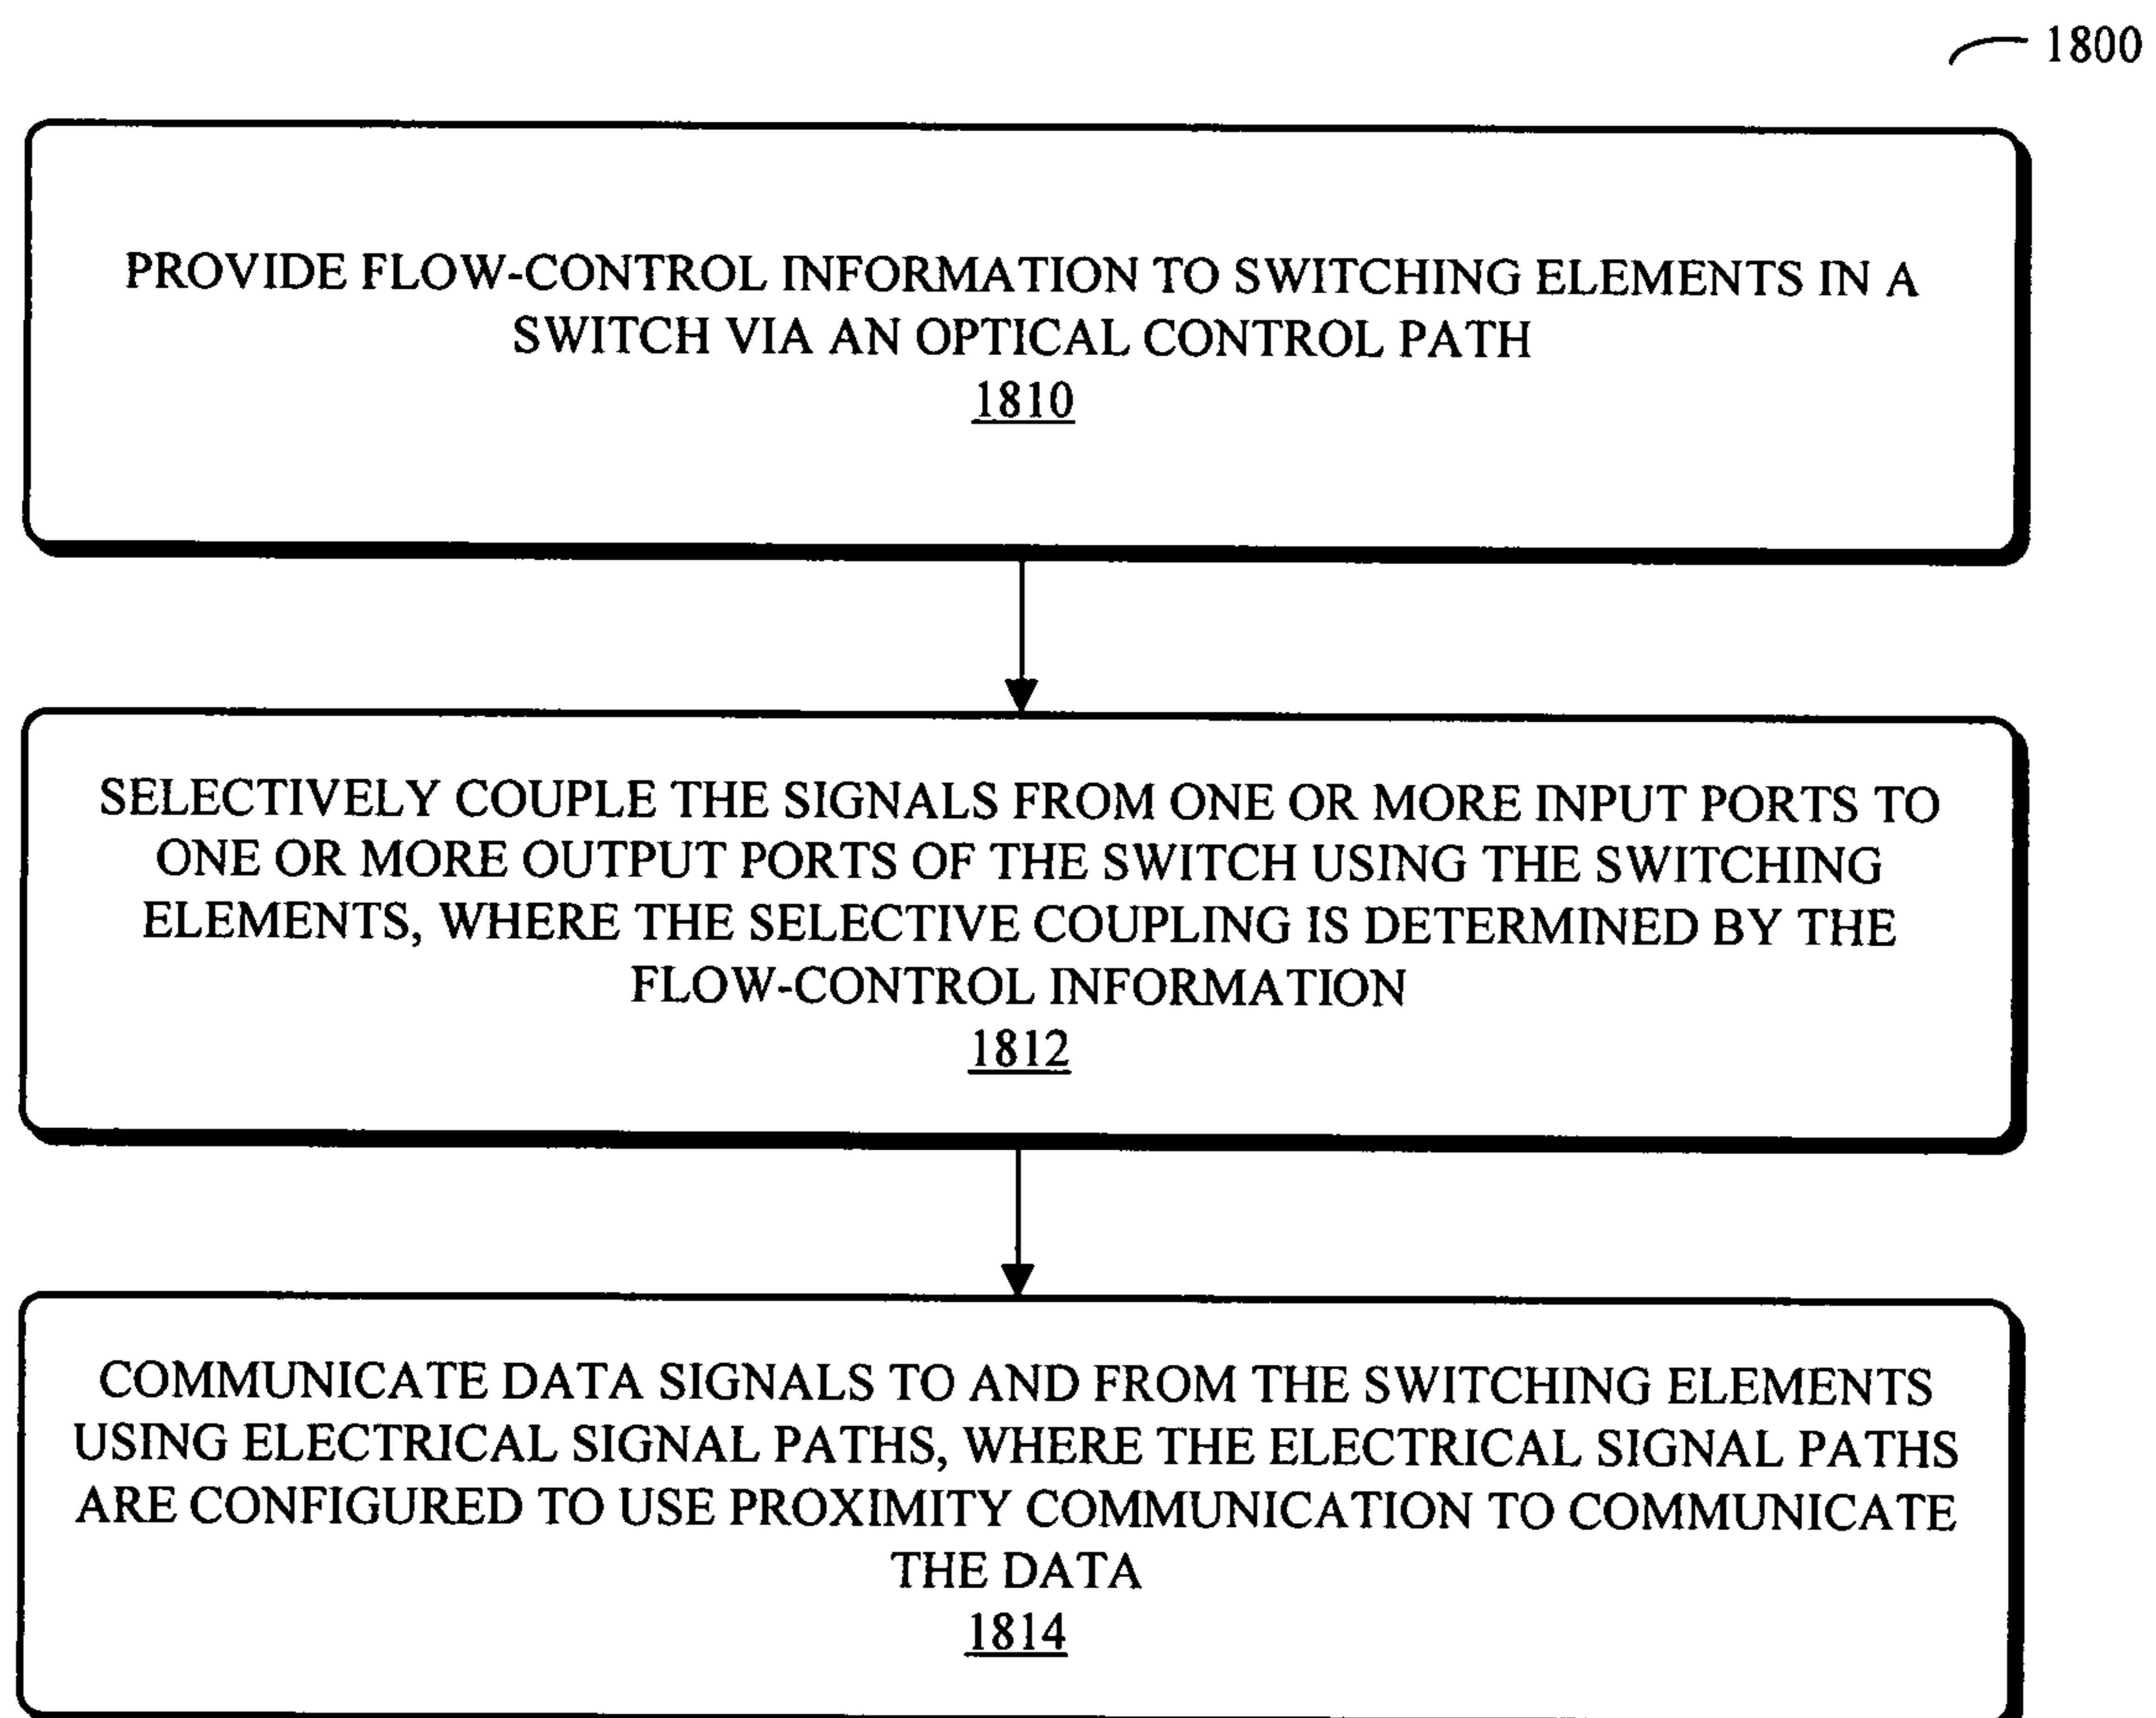 1800
PROVIDE FLOW-CONTROL INFORMATION TO SWITCHING ELEMENTS IN A
SWITCH VIA AN OPTICAL CONTROL PATH
1810
SELECTIVELY COUPLE THE SIGNALS FROM ONE OR MORE INPUT PORTS TO
ONE OR MORE OUTPUT PORTS OF THE SWITCH USING THE SWITCHING
ELEMENTS, WHERE THE SELECTIVE COUPLING IS DETERMINED BY THE
FLOW-CONTROL INFORMATION
1812
COMMUNICATE DATA SIGNALS TO AND FROM THE SWITCHING ELEMENTS
USING ELECTRICAL SIGNAL PATHS, WHERE THE ELECTRICAL SIGNAL PATHS
ARE CONFIGURED TO USE PROXIMITY COMMUNICATION TO COMMUNICATE
THE DATA
1814